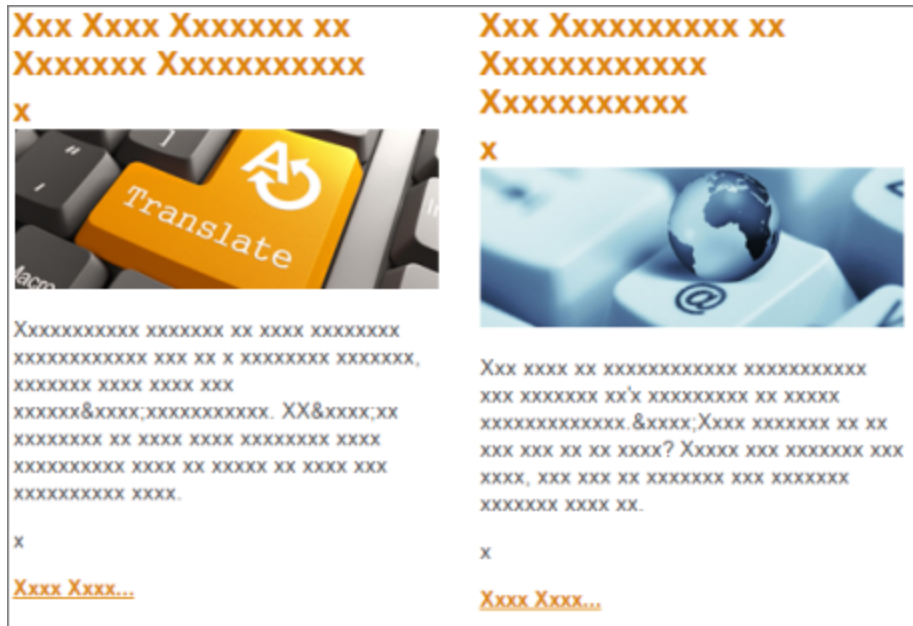 Xxx Xxxx Xxxxxxx xx
Xxxxxxx Xxxxxxxxxxx
x
A
Translate
Macro
Xxxxxxxxxxx xxxxxxx xx xxxx xxxxxxxx
xxxxxxxxxxxx xxx xx x xxxxxxxx xxxxxxx,
xxxxxxx xxxx xxxx xxx
xxxxxx&xxxx;xxxxxxxxxxx. XX&xxxx;xx
xxxxxxxx xx xxxx xxxx xxxxxxxx xxxx
xxxxxxxxxx xxxx xx xxxxx xx xxxx xxx
xxxxxxxxxx xxxx.
x
Xxxx Xxxx...
Xxx Xxxxxxxxxx xx
Xxxxxxxxxxxx
Xxxxxxxxxxx
x
@
Xxx xxxx xx xxxxxxxxxxxx xxxxxxxxxxx
xxx xxxxxxx xx'x xxxxxxxxx xx xxxxx
xxxxxxxxxxxxx.&xxxx;Xxxx xxxxxxx xx xx
xxx xxx xx xx xxxx? Xxxxx xxx xxxxxxx xxx
xxxx, xxx xxx xx xxxxxxx xxx xxxxxxx
xxxxxxx xxxx xx.
x
Xxxx Xxxx...